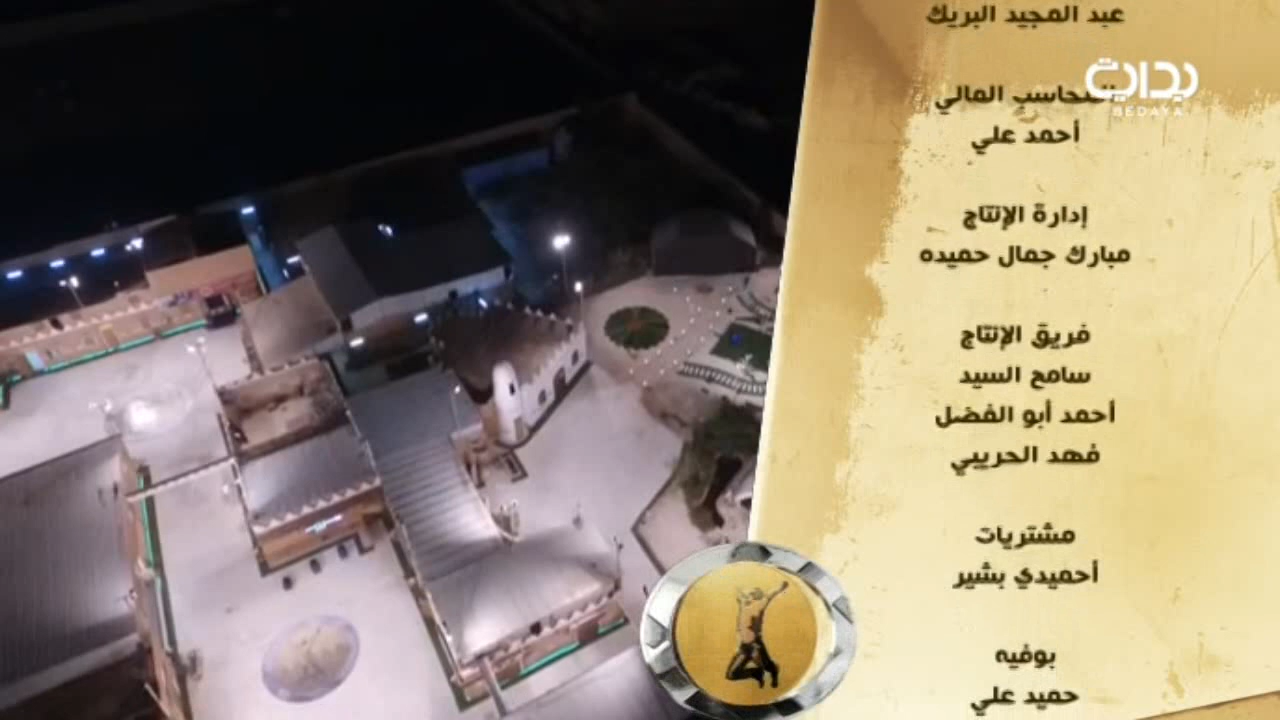 عبد المجيد البريك
بداية
BEDAYA
المحاسب المالي
أحمد علي
إدارة الإنتاج
مبارك جمال حميده
فريق الإنتاج
سامح السيد
أحمد أبو الفضل
فهد الحريبي
مشتريات
أحميدي بشير
بوفيه
حميد علي